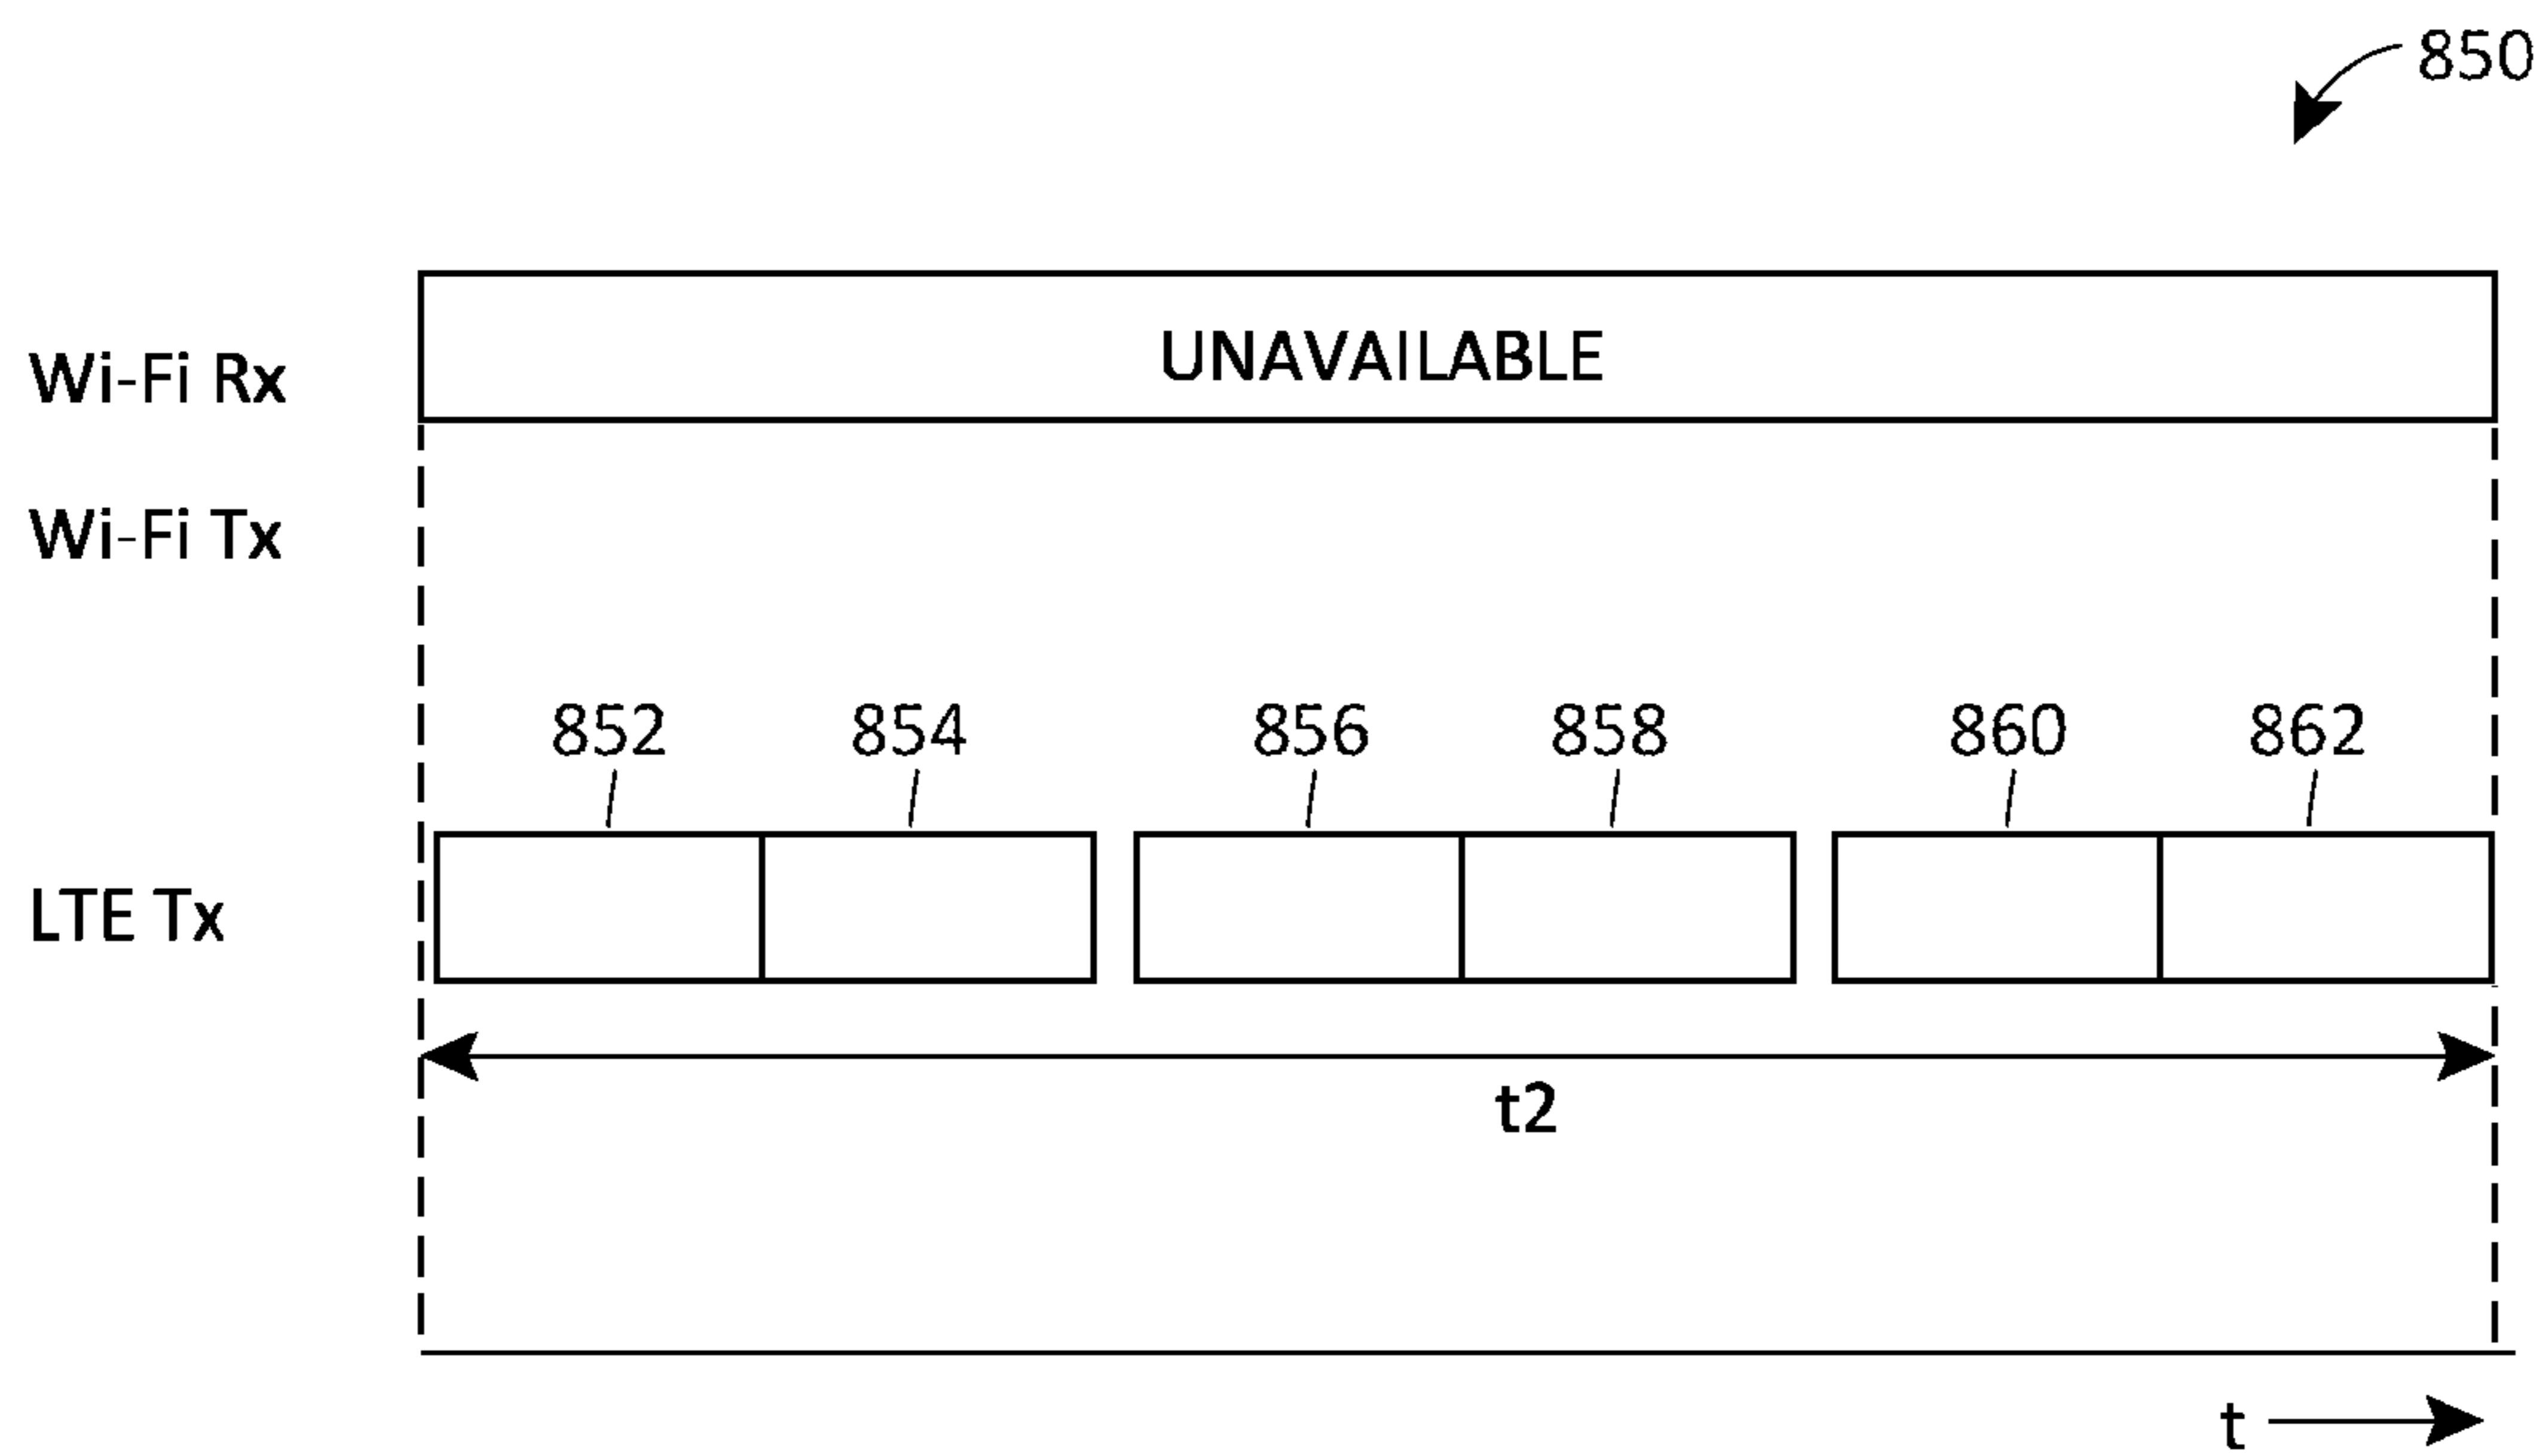 850
UNAVAILABLE
Wi-Fi Rx
Wi-Fi Tx
852 854 856 858 860 862
LTE Tx
t2
t